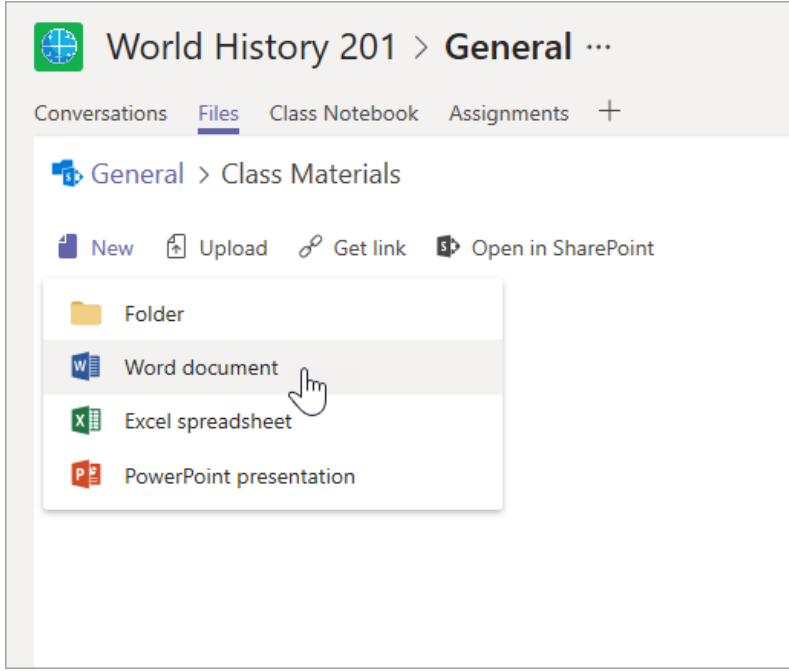 World History 201 > General ...
Conversations Files Class Notebook Assignments +
General > Class Materials
New Upload Get link Open in SharePoint
Folder
Word document
Excel spreadsheet
PowerPoint presentation